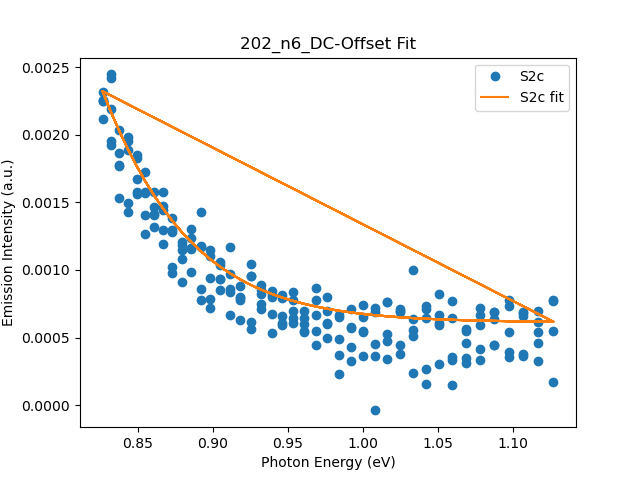 202_n6_DC-Offset Fit
S2c
S2c fit
Emission Intensity (a.u.)
0.0025
0.0020
0.0015
0.0010
0.0005
0.0000
0.85 0.90 0.95 1.00 1.05 1.10
Photon Energy (eV)